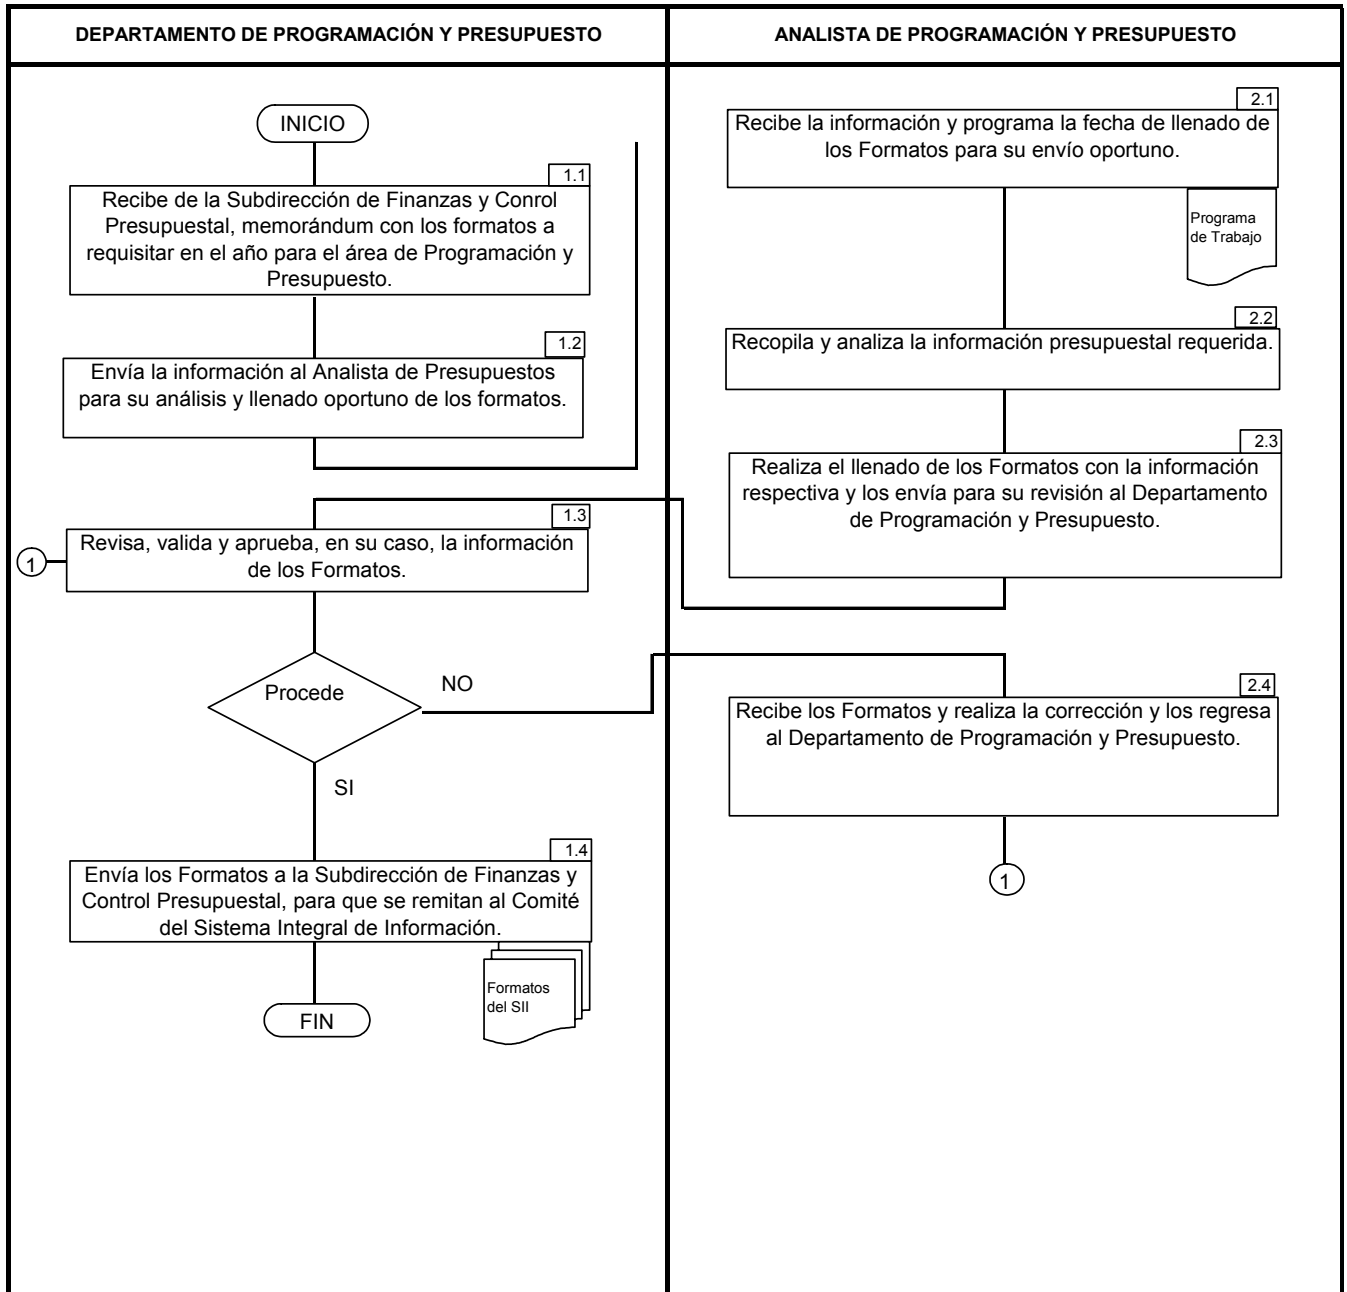 DEPARTAMENTO DE PROGRAMACIÓN Y PRESUPUESTO
INICIO
1.1
Recibe de la Subdirección de Finanzas y Conrol
Presupuestal, memorándum con los formatos a
requisitar en el año para el área de Programación y
Presupuesto.
1.2
Envía la información al Analista de Presupuestos
para su análisis y llenado oportuno de los formatos.
1.3
Revisa, valida y aprueba, en su caso, la información
de los Formatos.
1
Procede
NO
SI
1.4
Envía los Formatos a la Subdirección de Finanzas y
Control Presupuestal, para que se remitan al Comité
del Sistema Integral de Información.
Formatos
del SII
FIN
ANALISTA DE PROGRAMACIÓN Y PRESUPUESTO
2.1
Recibe la información y programa la fecha de llenado de
los Formatos para su envío oportuno.
Programa
de Trabajo
2.2
Recopila y analiza la información presupuestal requerida.
2.3
Realiza el llenado de los Formatos con la información
respectiva y los envía para su revisión al Departamento
de Programación y Presupuesto.
2.4
Recibe los Formatos y realiza la corrección y los regresa
al Departamento de Programación y Presupuesto.
1